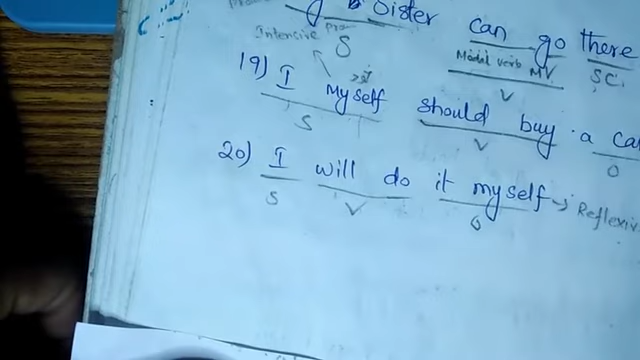 Sister can go there
Intensive pro S Modal verb MV SC
V
19) I Myself should buy a ca
S V O
20) I will do it myself → Reflexiv
S V O